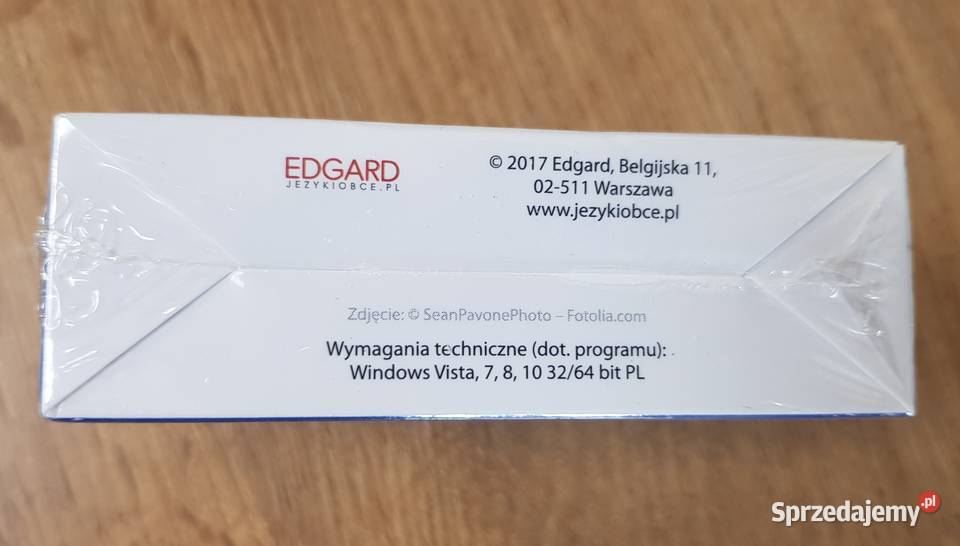 EDGARD
JEZYKIOBCE.PL
© 2017 Edgard, Belgijska 11,
02-511 Warszawa
www.jezykiobce.pl
Zdjęcie: © SeanPavonePhoto – Fotolia.com
Wymagania techniczne (dot. programu):
Windows Vista, 7, 8, 10 32/64 bit PL
Sprzedajemy.pl